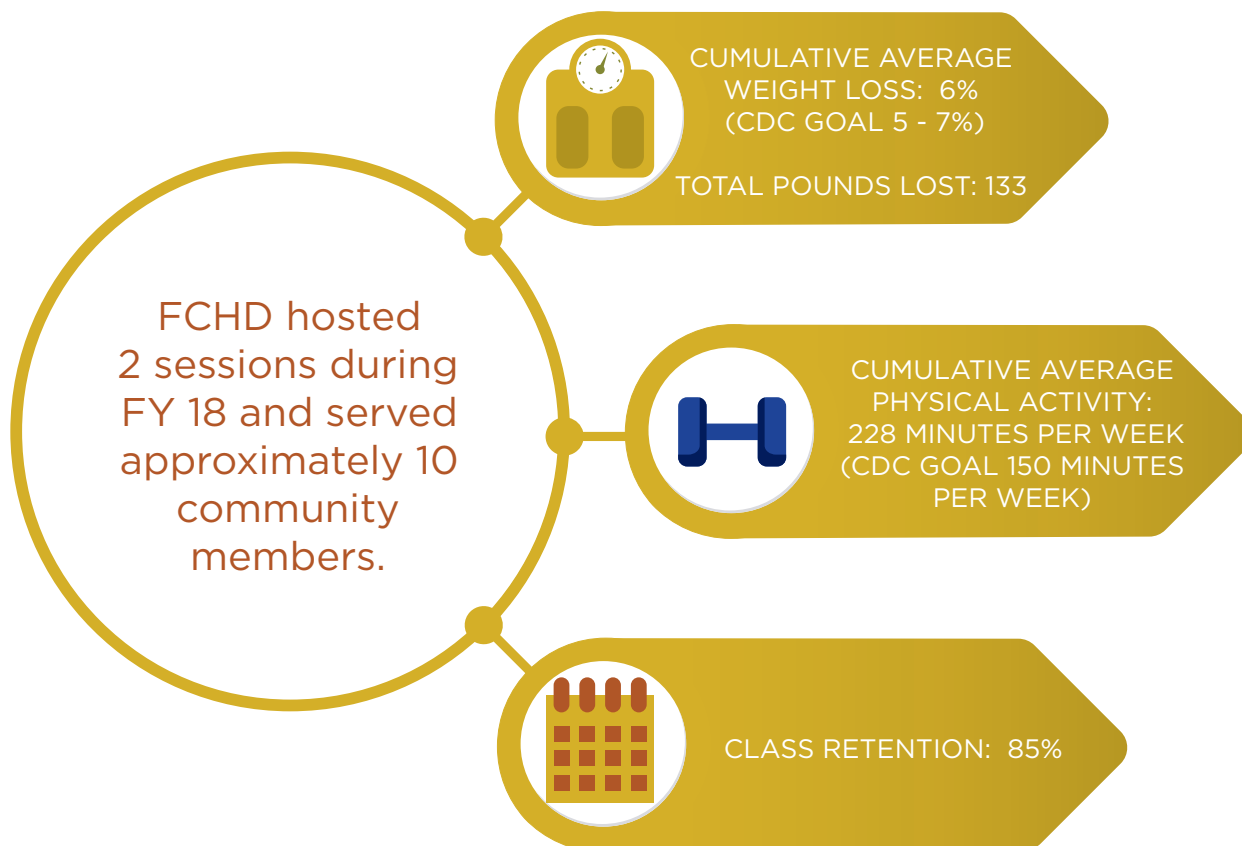 FCHD hosted
2 sessions during
FY 18 and served
approximately 10
community
members.
CUMULATIVE AVERAGE
WEIGHT LOSS: 6%
(CDC GOAL 5 - 7%)
TOTAL POUNDS LOST: 133
CUMULATIVE AVERAGE
PHYSICAL ACTIVITY:
228 MINUTES PER WEEK
(CDC GOAL 150 MINUTES
PER WEEK)
CLASS RETENTION: 85%